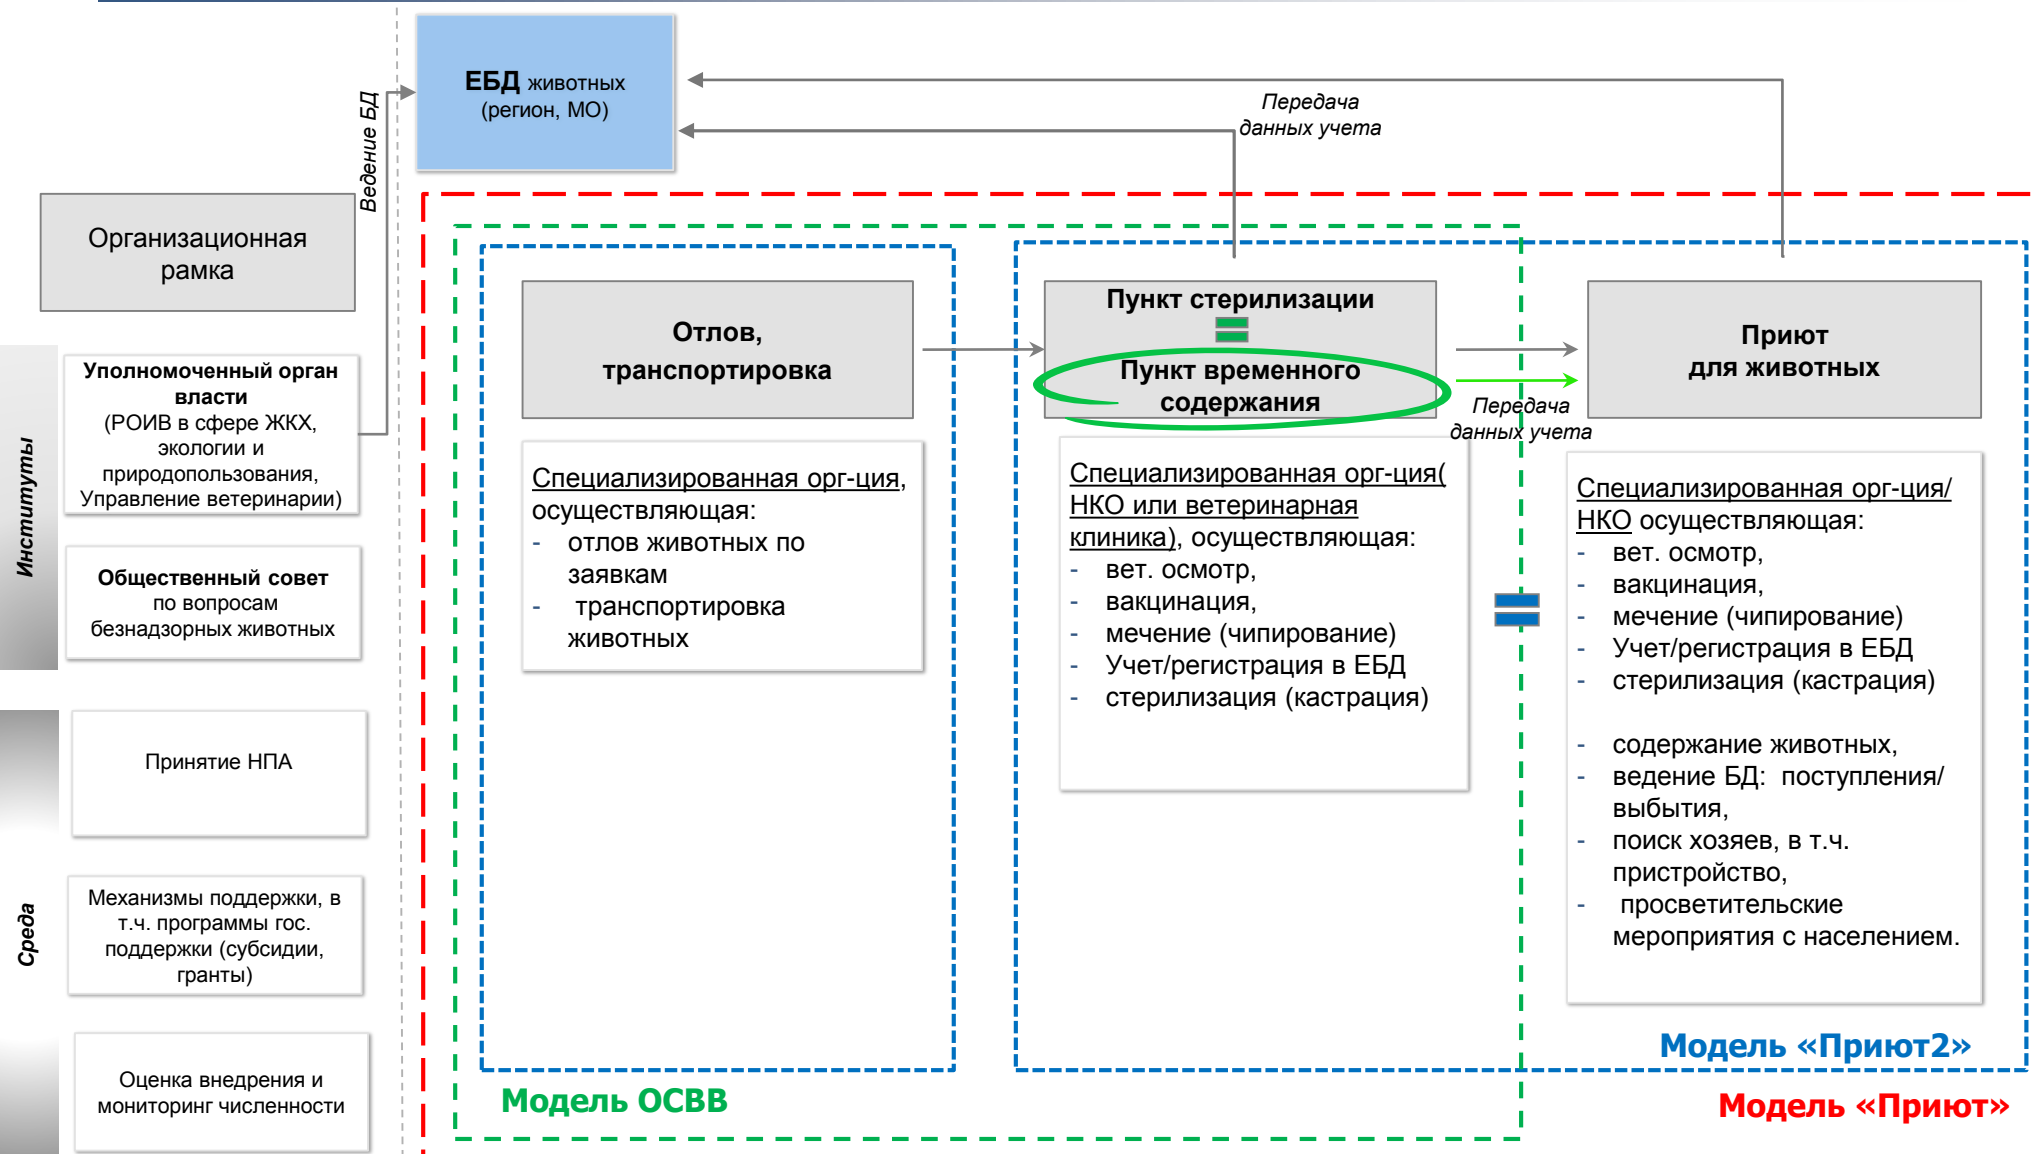 ЕБД животных
(регион, МО)
Ведение БД
Передача
данных учета
Организационная
рамка
Институты
Уполномоченный орган
власти
(РОИВ в сфере ЖКХ,
экологии и
природопользования,
Управление ветеринарии)
Общественный совет
по вопросам
безнадзорных животных
Среда
Принятие НПА
Механизмы поддержки, в
т.ч. программы гос.
поддержки (субсидии,
гранты)
Оценка внедрения и
мониторинг численности
Отлов,
транспортировка
Специализированная орг-ция,
осуществляющая:
- отлов животных по
заявкам
- транспортировка
животных
Пункт стерилизации
Пункт временного
содержания
Специализированная орг-ция(
НКО или ветеринарная
клиника), осуществляющая:
- вет. осмотр,
- вакцинация,
- мечение (чипирование)
- Учет/регистрация в ЕБД
- стерилизация (кастрация)
Передача
данных учета
Приют
для животных
Специализированная орг-ция/
НКО осуществляющая:
- вет. осмотр,
- вакцинация,
- мечение (чипирование)
- Учет/регистрация в ЕБД
- стерилизация (кастрация)
- содержание животных,
- ведение БД: поступления/
выбытия,
- поиск хозяев, в т.ч.
пристройство,
- просветительские
мероприятия с населением.
Модель «Приют2»
Модель ОСВВ
Модель «Приют»